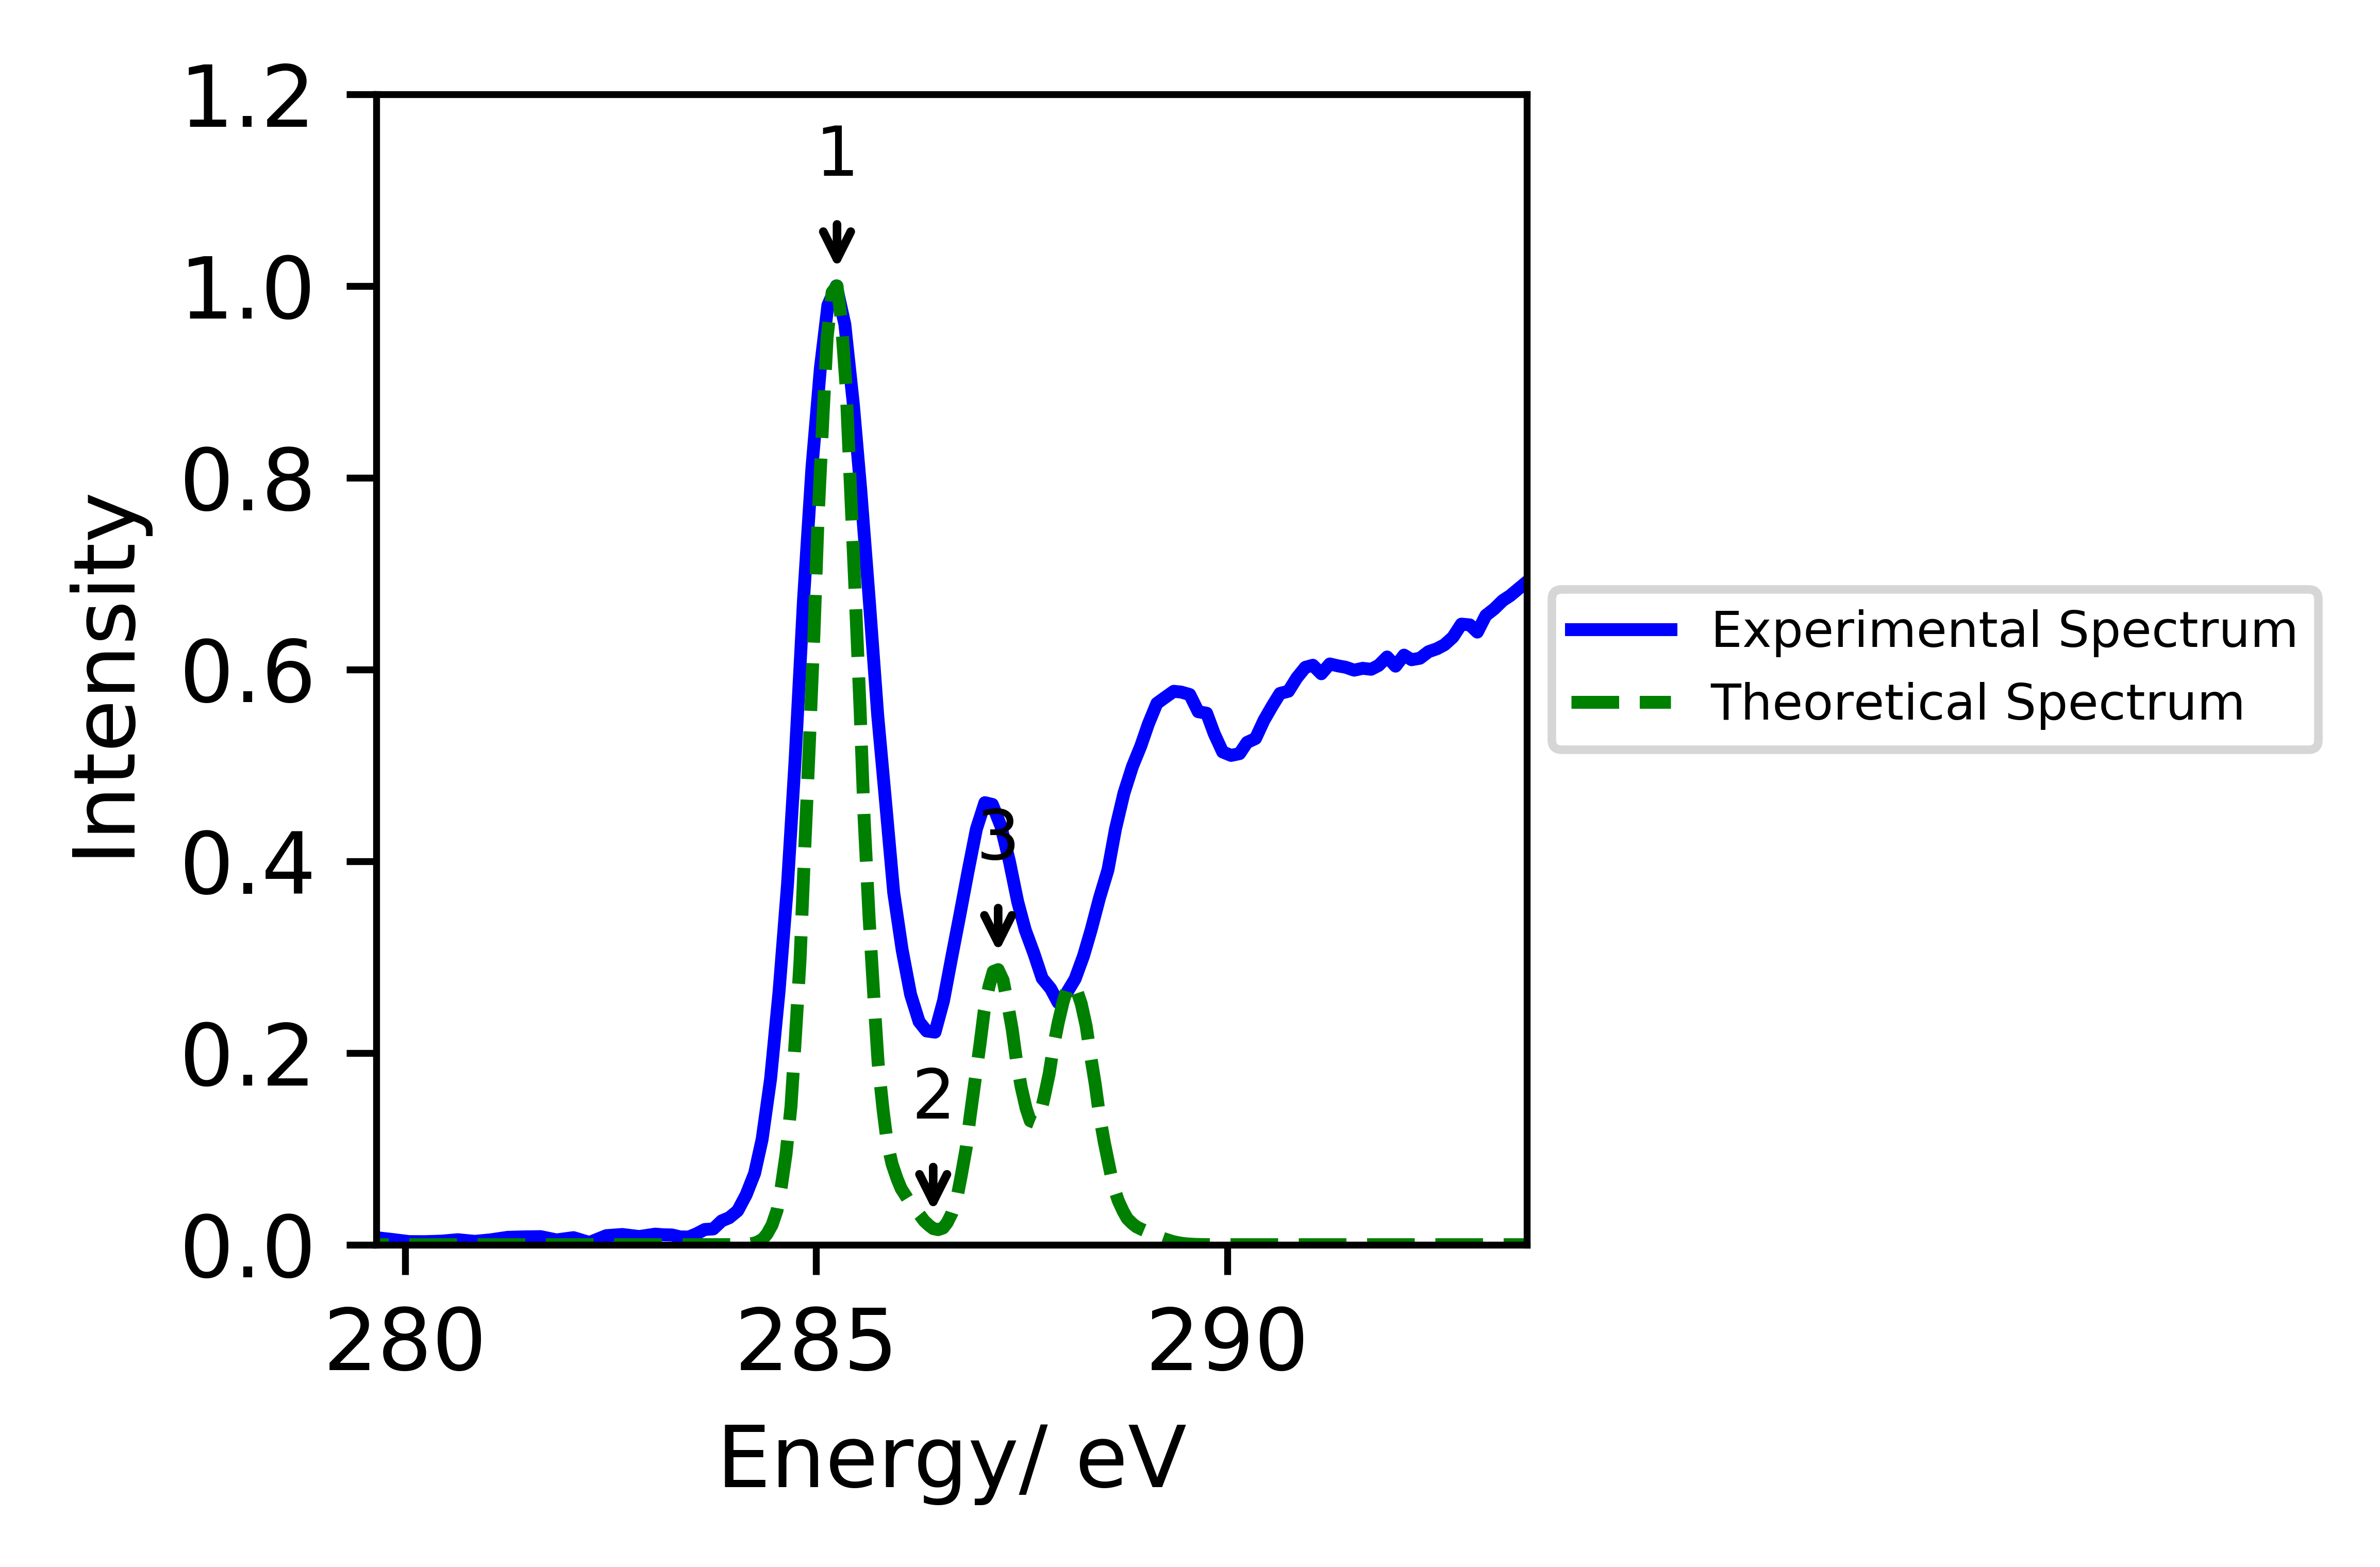 1.2
1.0
0.8
0.6
0.4
0.2
0.0
Intensity
1
3
2
280 285 290
Energy/ eV
Experimental Spectrum
Theoretical Spectrum